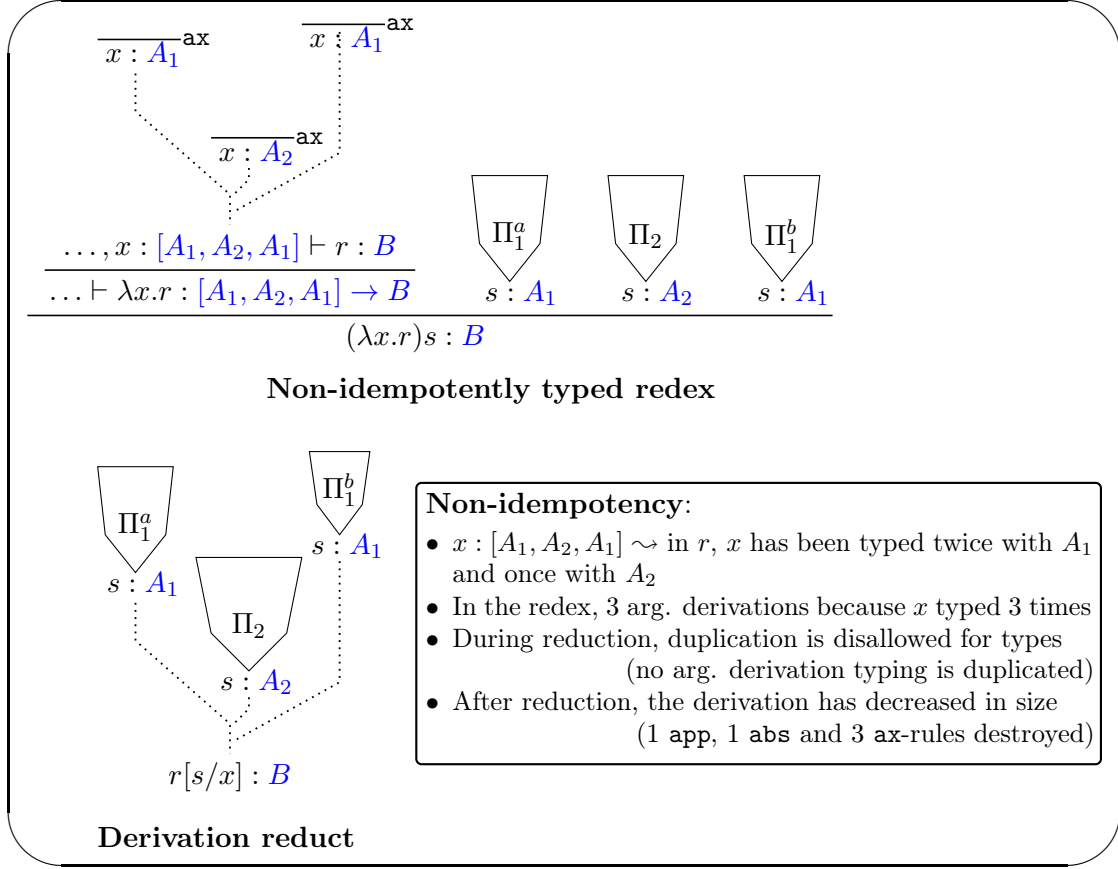 x : A₁ ax
x : A₁ ax
x : A₂ ax
…, x : [A₁, A₂, A₁] ⊢ r : B
… ⊢ λx.r : [A₁, A₂, A₁] → B
Π₁ᵃ
Π₂
Π₁ᵇ
s : A₁
s : A₂
s : A₁
(λx.r)s : B
Non-idempotently typed redex
Π₁ᵃ
Π₁ᵇ
s : A₁
s : A₁
Π₂
s : A₂
r[s/x] : B
Derivation reduct
Non-idempotency:
• x : [A₁, A₂, A₁] ⇝ in r, x has been typed twice with A₁
and once with A₂
• In the redex, 3 arg. derivations because x typed 3 times
• During reduction, duplication is disallowed for types
(no arg. derivation typing is duplicated)
• After reduction, the derivation has decreased in size
(1 app, 1 abs and 3 ax-rules destroyed)